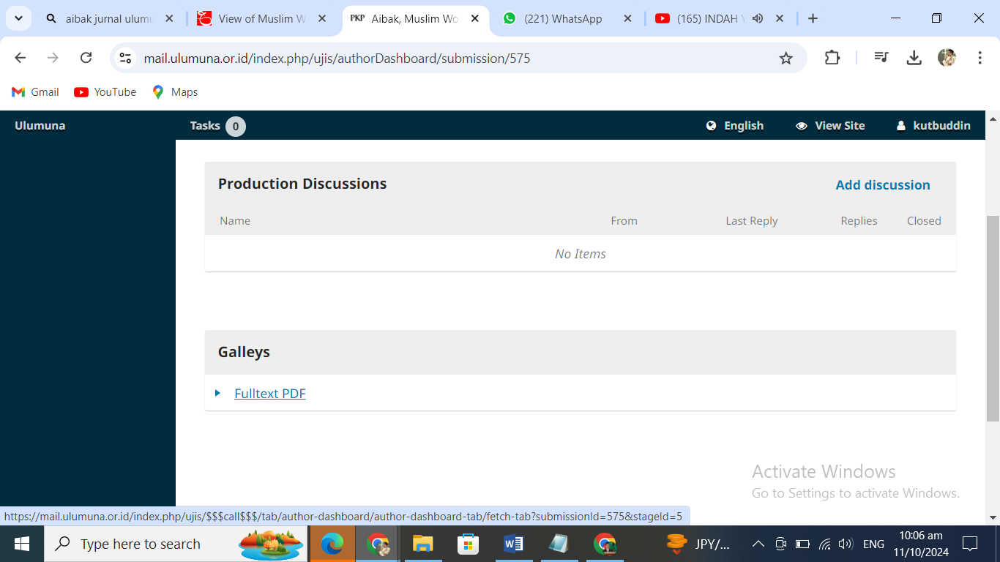 aibak jurnal ulumu
View of Muslim W
PKP Aibak, Muslim Wo
(221) WhatsApp
(165) INDAH Y
mail.ulumuna.or.id/index.php/ujis/authorDashboard/submission/575
Gmail YouTube Maps
Ulumuna Tasks 0 English View Site kutbuddin
Production Discussions Add discussion
Name From Last Reply Replies Closed
No Items
Galleys
Fulltext PDF
Activate Windows
Go to Settings to activate Windows.
https://mail.ulumuna.or.id/index.php/ujis/$$$call$$$/tab/author-dashboard/author-dashboard-tab/fetch-tab?submissionId=575&stageId=5
Type here to search JPY/... ENG 10:06 am
11/10/2024